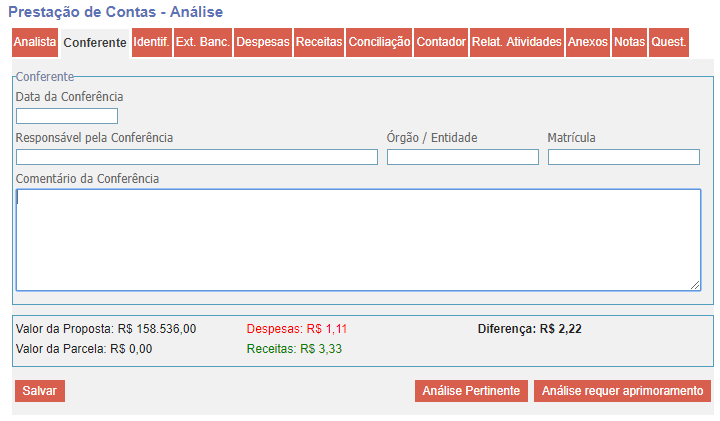 Prestação de Contas - Análise
Analista Conferente Identif. Ext. Banc. Despesas Receitas Conciliação Contador Relat. Atividades Anexos Notas Quest.
Conferente
Data da Conferência
Responsável pela Conferência Órgão / Entidade Matrícula
Comentário da Conferência
Valor da Proposta: R$ 158.536,00 Despesas: R$ 1,11 Diferença: R$ 2,22
Valor da Parcela: R$ 0,00 Receitas: R$ 3,33
Salvar Análise Pertinente Análise requer aprimoramento